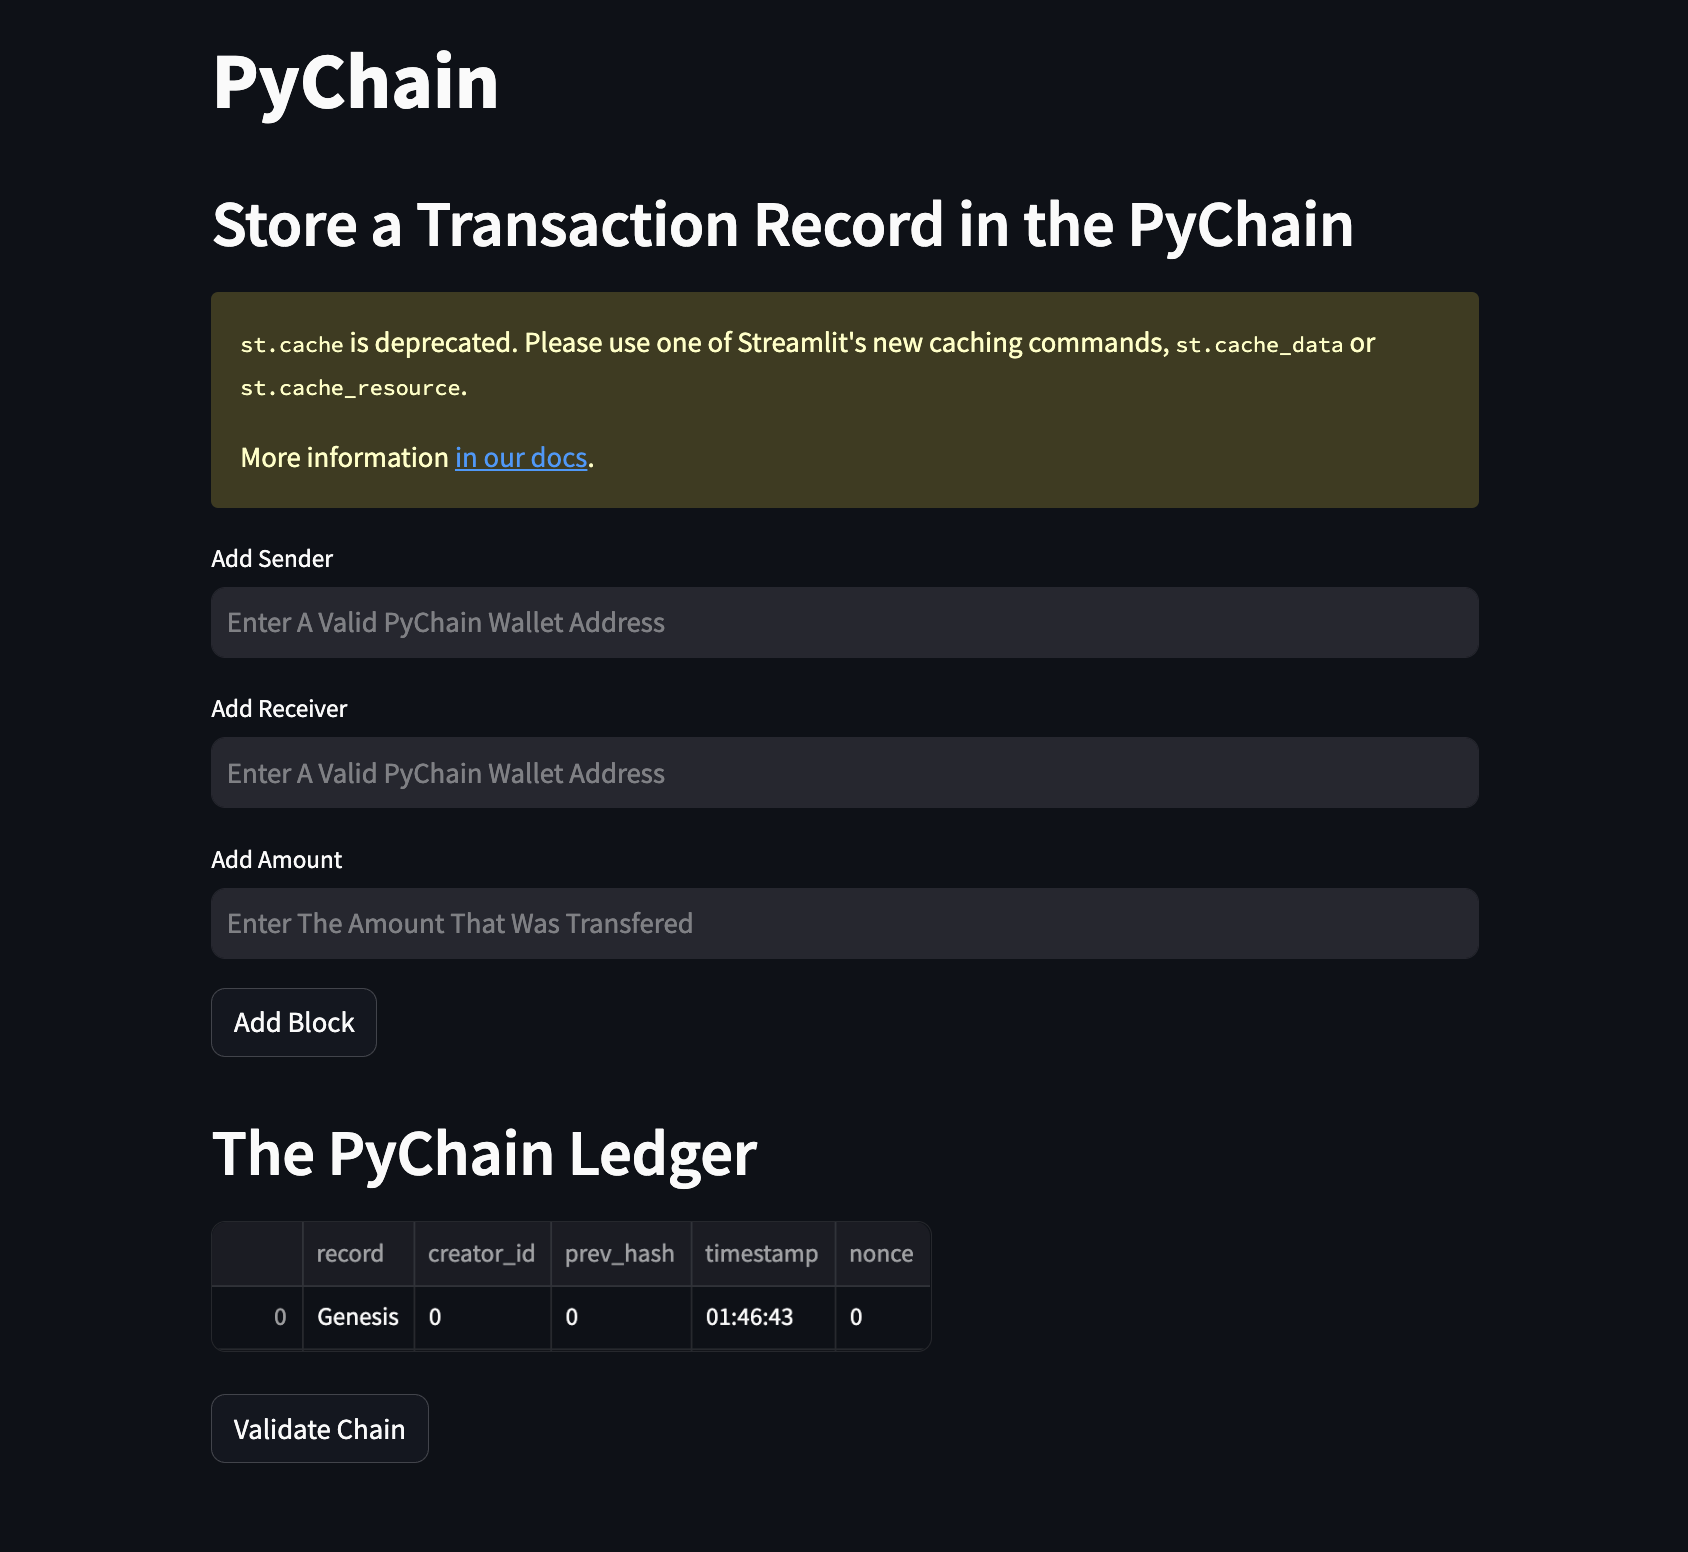 PyChain
Store a Transaction Record in the PyChain
st.cache is deprecated. Please use one of Streamlit's new caching commands, st.cache_data or
st.cache_resource.
More information in our docs.
Add Sender
Enter A Valid PyChain Wallet Address
Add Receiver
Enter A Valid PyChain Wallet Address
Add Amount
Enter The Amount That Was Transfered
Add Block
The PyChain Ledger
record creator_id prev_hash timestamp nonce
0 Genesis 0 0 01:46:43 0
Validate Chain